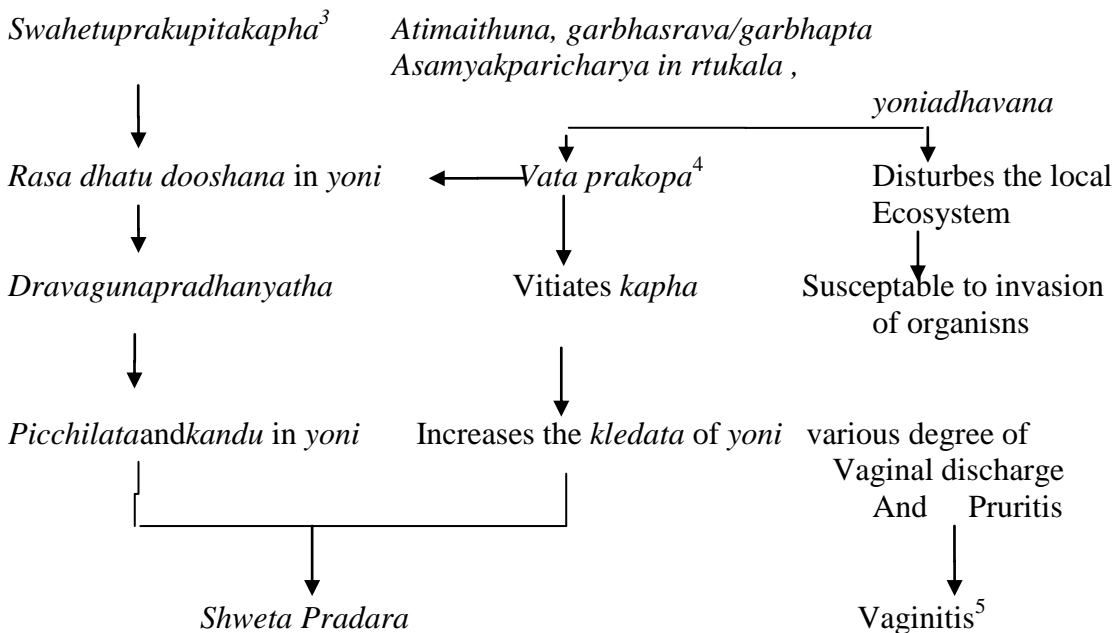 Swahetuprakupitakapha3 Atimaithuna, garbhasrava/garbhapta
Asamyakparicharya in rtukala ,
yoniadhavana
Rasa dhatu dooshana in yoni Vata prakopa4 Disturbes the local
Ecosystem
Dravagunapradhanyatha Vitiates kapha Susceptable to invasion
of organisns
Picchilataandkandu in yoni Increases the kledata of yoni various degree of
Vaginal discharge
And Pruritis
Shweta Pradara Vaginitis5